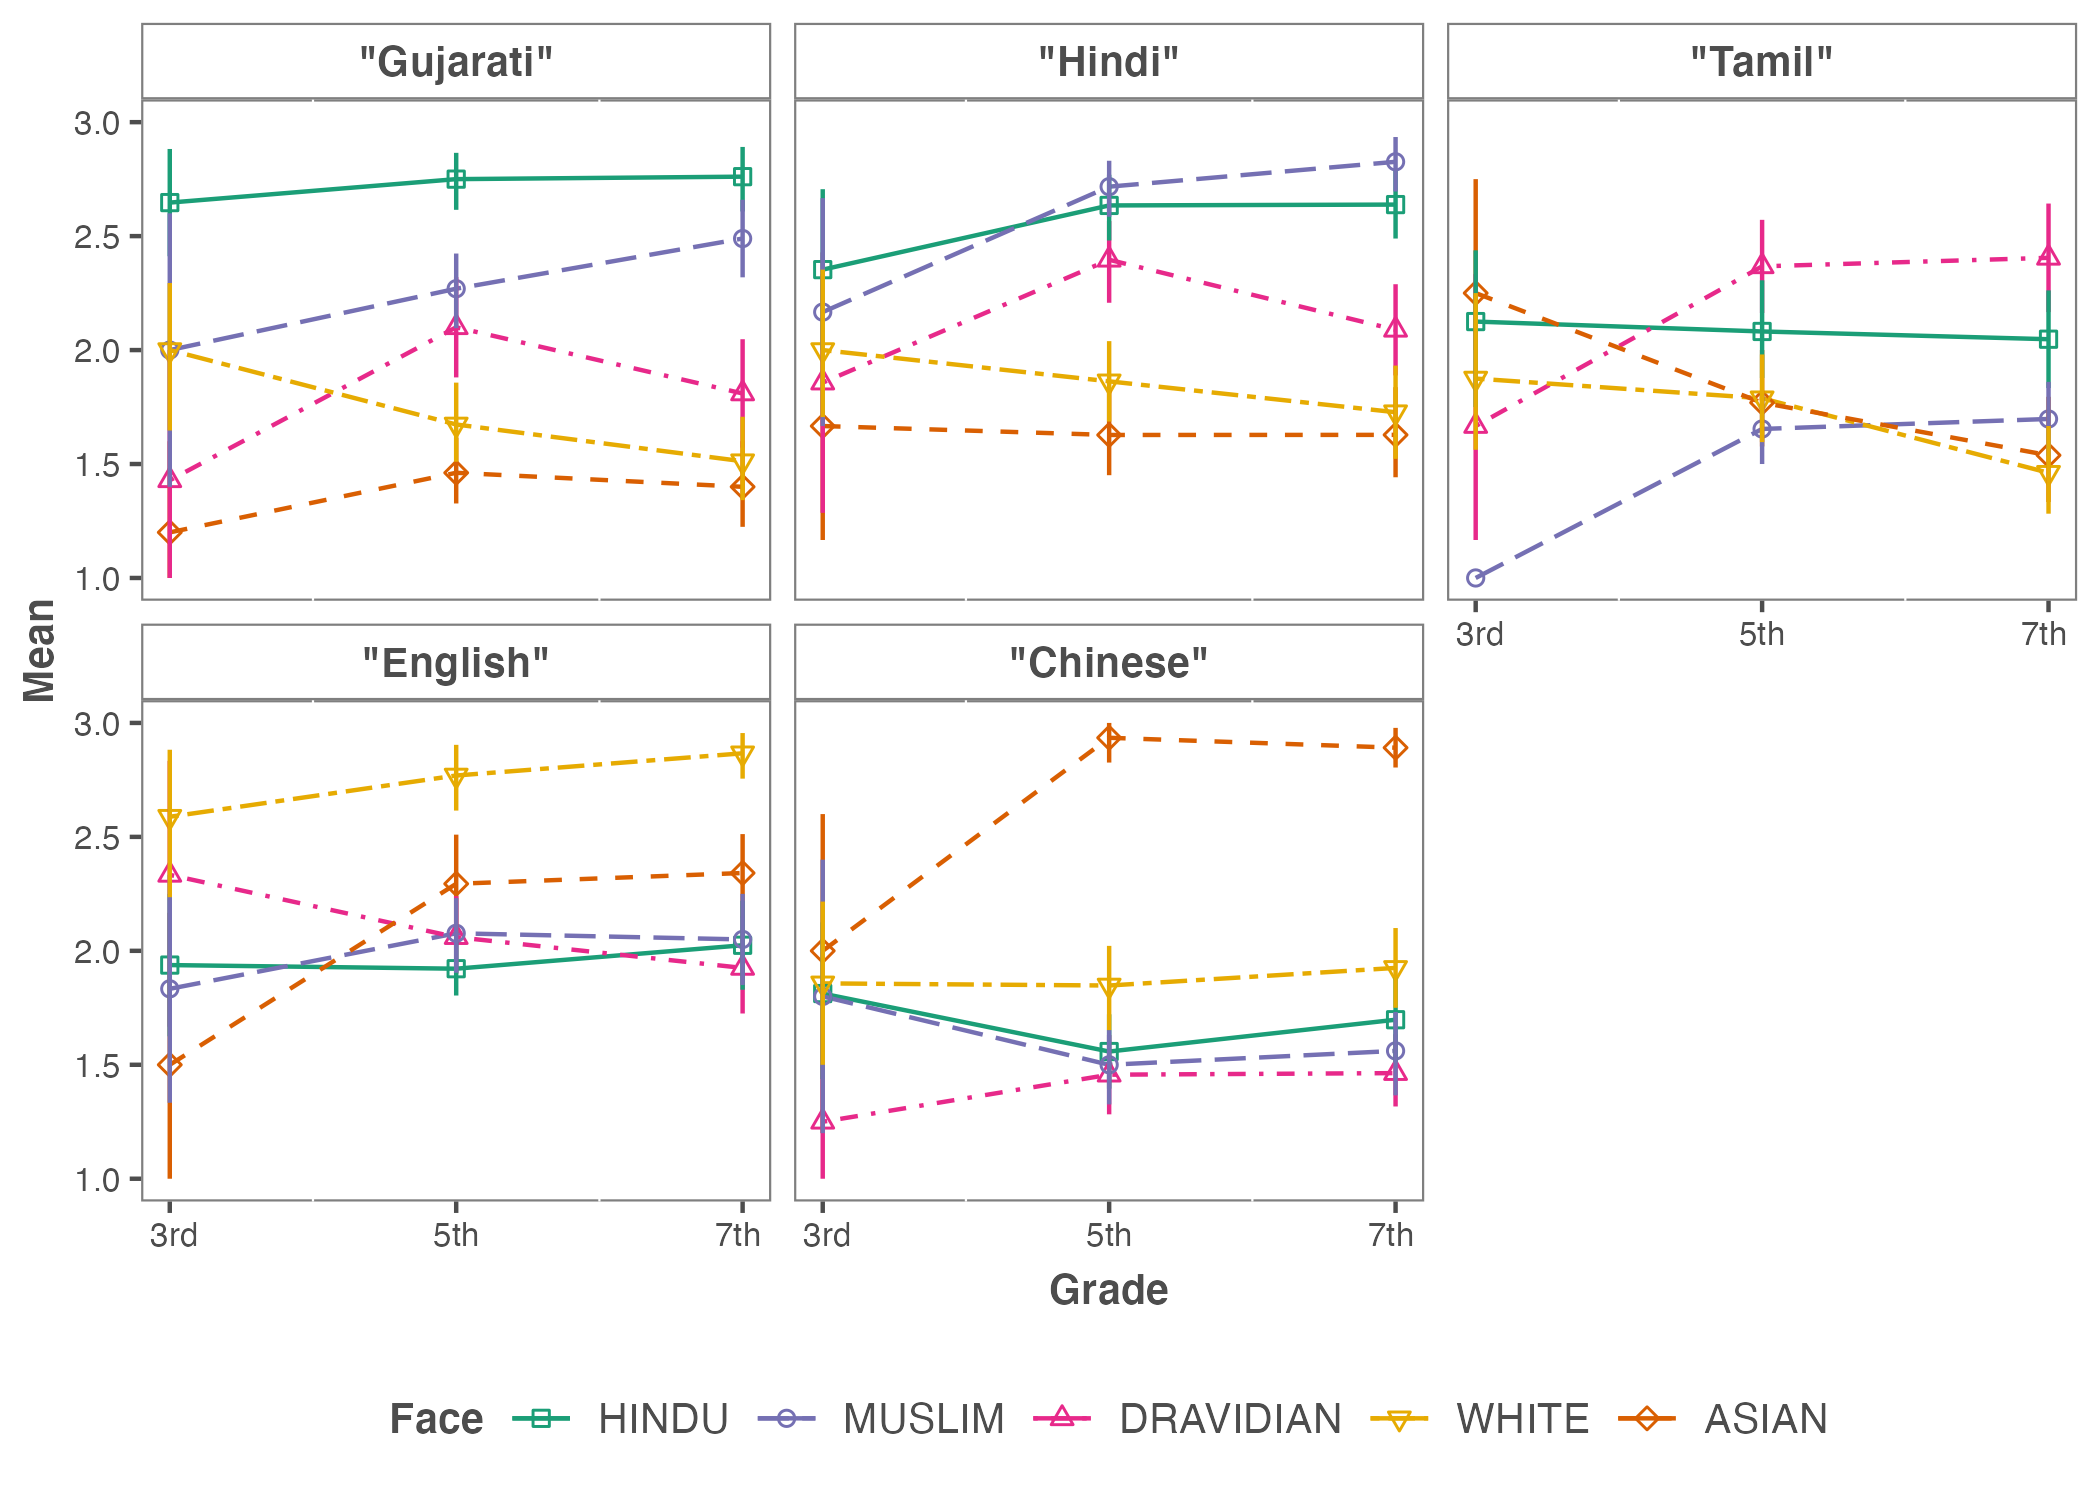 "Gujarati" "Hindi" "Tamil"
3.0
2.5
2.0
1.5
1.0
3rd 5th 7th
Mean
"English" "Chinese"
3.0
2.5
2.0
1.5
1.0
3rd 5th 7th 3rd 5th 7th
Grade
Face HINDU MUSLIM DRAVIDIAN WHITE ASIAN